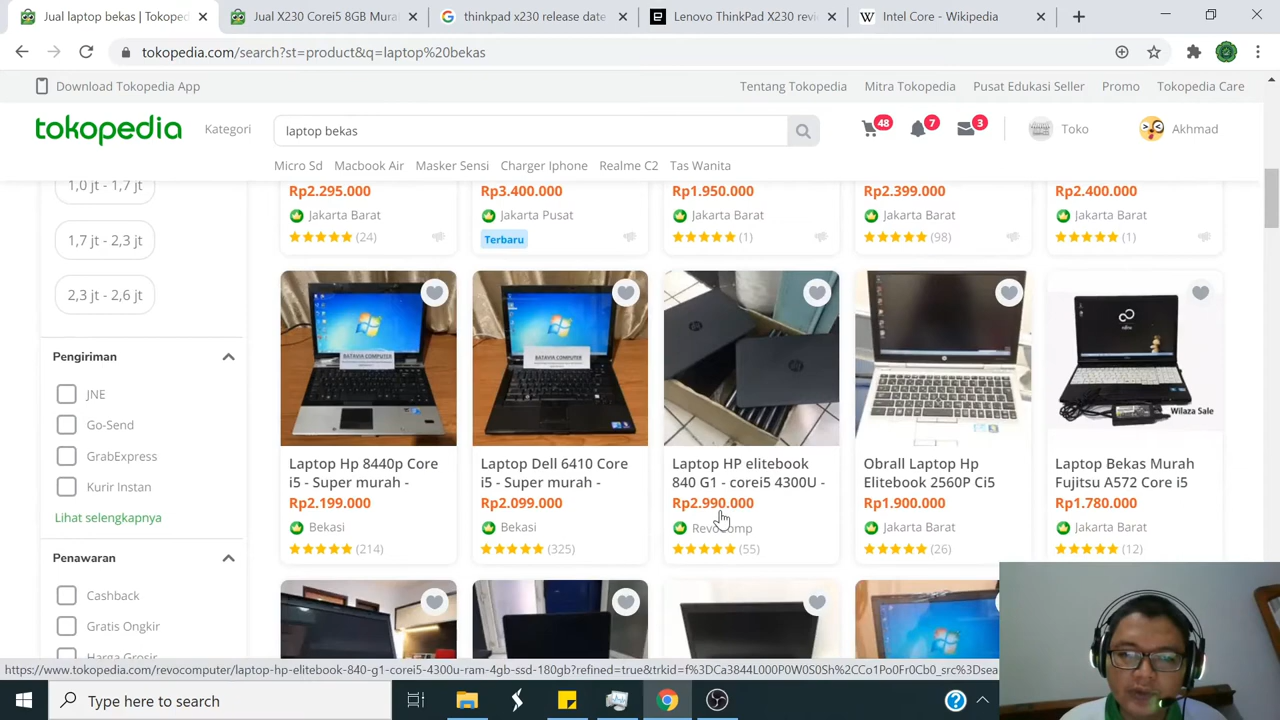 Jual laptop bekas | Tokoped
Jual X230 Corei5 8GB Mura
thinkpad x230 release date
Lenovo ThinkPad X230 revi
Intel Core - Wikipedia
tokopedia.com/search?st=product&q=laptop%20bekas
Download Tokopedia App
Tentang Tokopedia
Mitra Tokopedia
Pusat Edukasi Seller
Promo
Tokopedia Care
tokopedia
Kategori
laptop bekas
48
7
3
Toko
Akhmad
Micro Sd
Macbook Air
Masker Sensi
Charger Iphone
Realme C2
Tas Wanita
1,0 jt - 1,7 jt
1,7 jt - 2,3 jt
2,3 jt - 2,6 jt
Pengiriman
JNE
Go-Send
GrabExpress
Kurir Instan
Lihat selengkapnya
Penawaran
Cashback
Gratis Ongkir
Harga Grosir
Rp2.295.000
Jakarta Barat
(24)
Rp3.400.000
Jakarta Pusat
Terbaru
Rp1.950.000
Jakarta Barat
(1)
Rp2.399.000
Jakarta Barat
(98)
Rp2.400.000
Jakarta Barat
(1)
BATAVIA COMPUTER
Laptop Hp 8440p Core
i5 - Super murah -
Rp2.199.000
Bekasi
(214)
BATAVIA COMPUTER
Laptop Dell 6410 Core
i5 - Super murah -
Rp2.099.000
Bekasi
(325)
Laptop HP elitebook
840 G1 - corei5 4300U -
Rp2.990.000
RevoComp
(55)
Obrall Laptop Hp
Elitebook 2560P Ci5
Rp1.900.000
Jakarta Barat
(26)
FUJITSU
Wilaza Sale
Laptop Bekas Murah
Fujitsu A572 Core i5
Rp1.780.000
Jakarta Barat
(12)
https://www.tokopedia.com/revocomputer/laptop-hp-elitebook-840-g1-corei5-4300u-ram-4gb-ssd-180gb?refined=true&trkid=f%3DCa3844L000P0W0S0Sh%2CCo1Po0Fr0Cb0_src%3Dsea
Type here to search